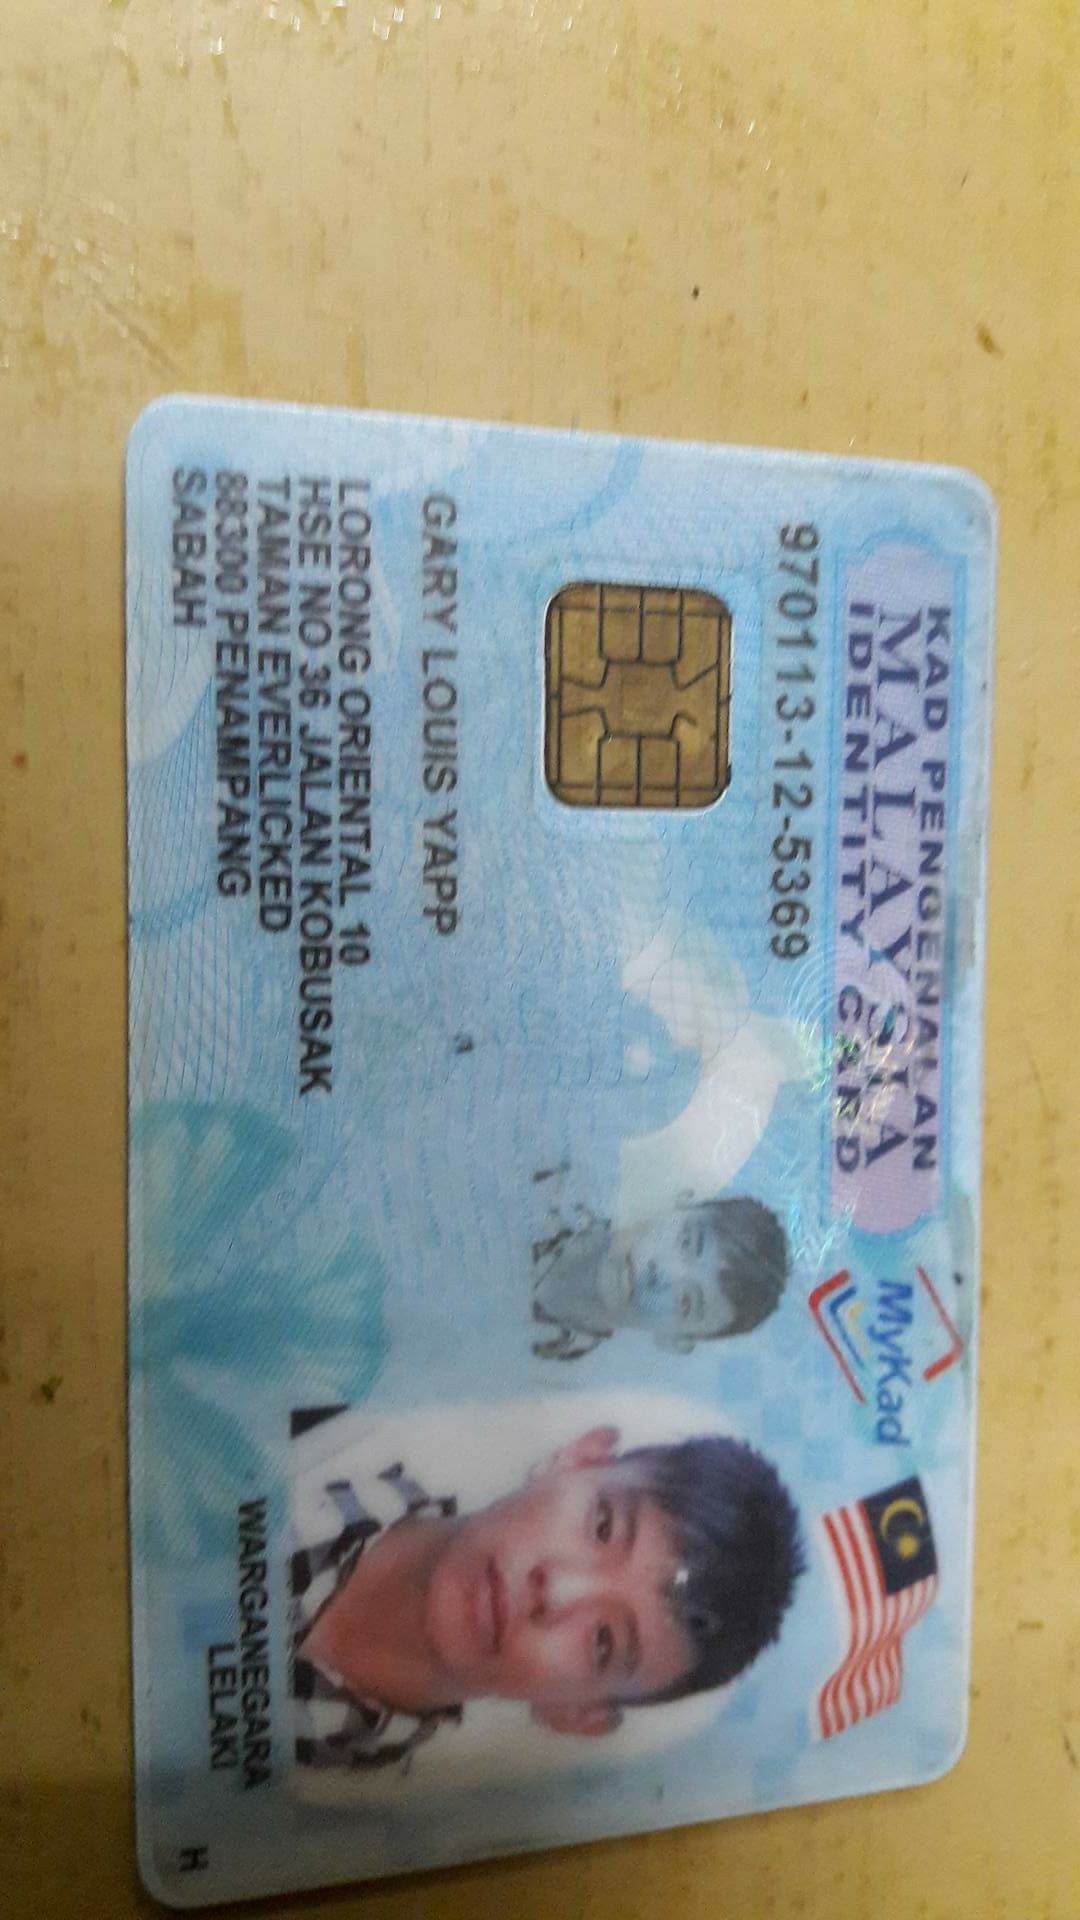 KAD PENGENALAN
MALAYSIA
IDENTITY CARD
MyKad
970113-12-5369
GARY LOUIS YAPP
LORONG ORIENTAL 10
HSE NO 36 JALAN KOBUSAK
TAMAN EVERLICKED
88300 PENAMPANG
SABAH
WARGANEGARA
LELAKI
H